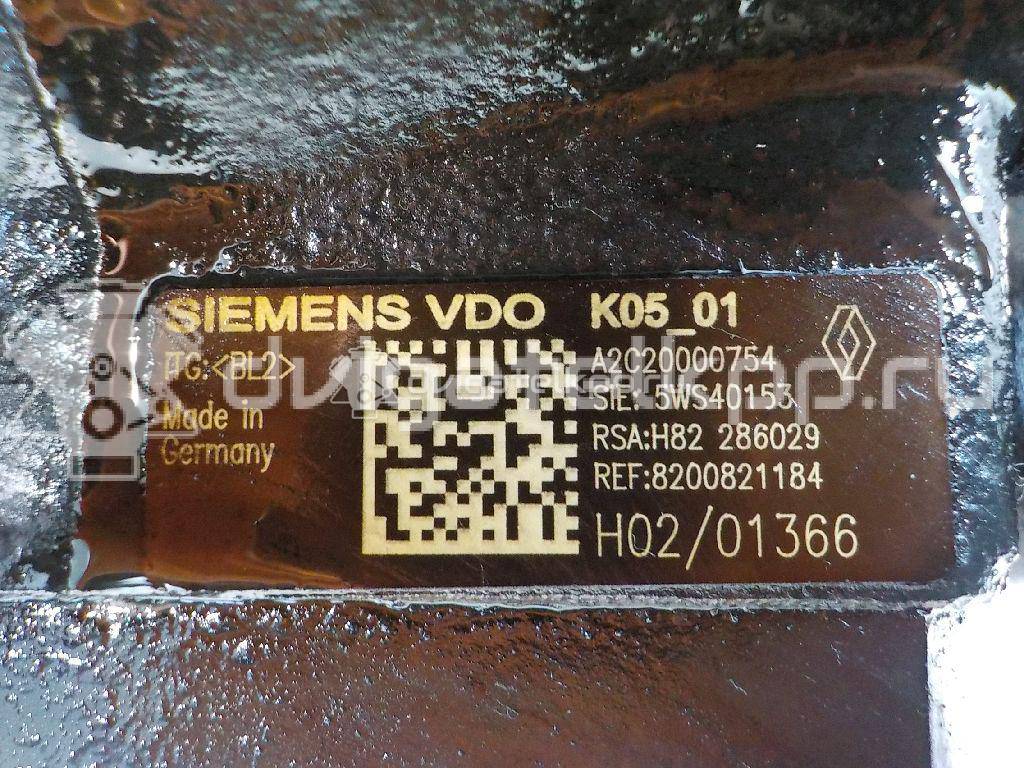 SIEMENS VDO K05_01
ITG:<BL2>
A2C20000754
SIE: 5WS40153
Made in
Germany
RSA:H82 286029
REF:8200821184
H02/01366